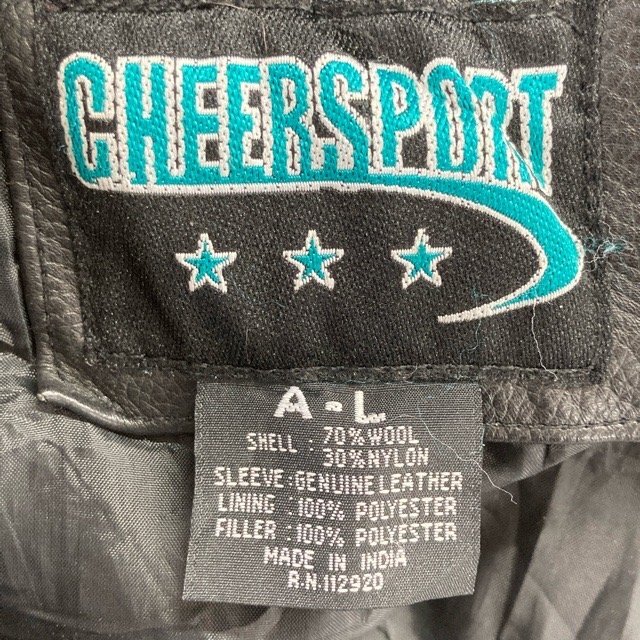 CHEERSPORT
A - L
SHELL : 70% WOOL
30% NYLON
SLEEVE : GENUINE LEATHER
LINING : 100% POLYESTER
FILLER : 100% POLYESTER
MADE IN INDIA
R.N. 112920